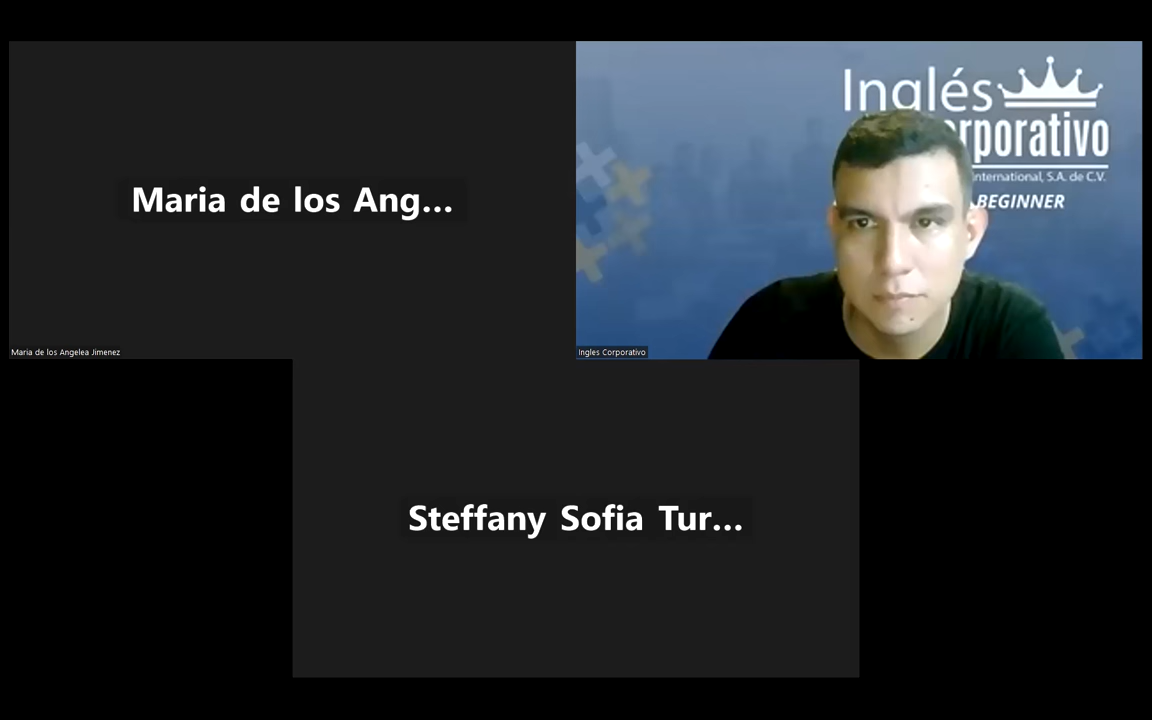 Maria de los Ang...
Maria de los Angelea Jimenez
Inglés
rporativo
International, S.A. de C.V.
BEGINNER
Ingles Corporativo
Steffany Sofia Tur...